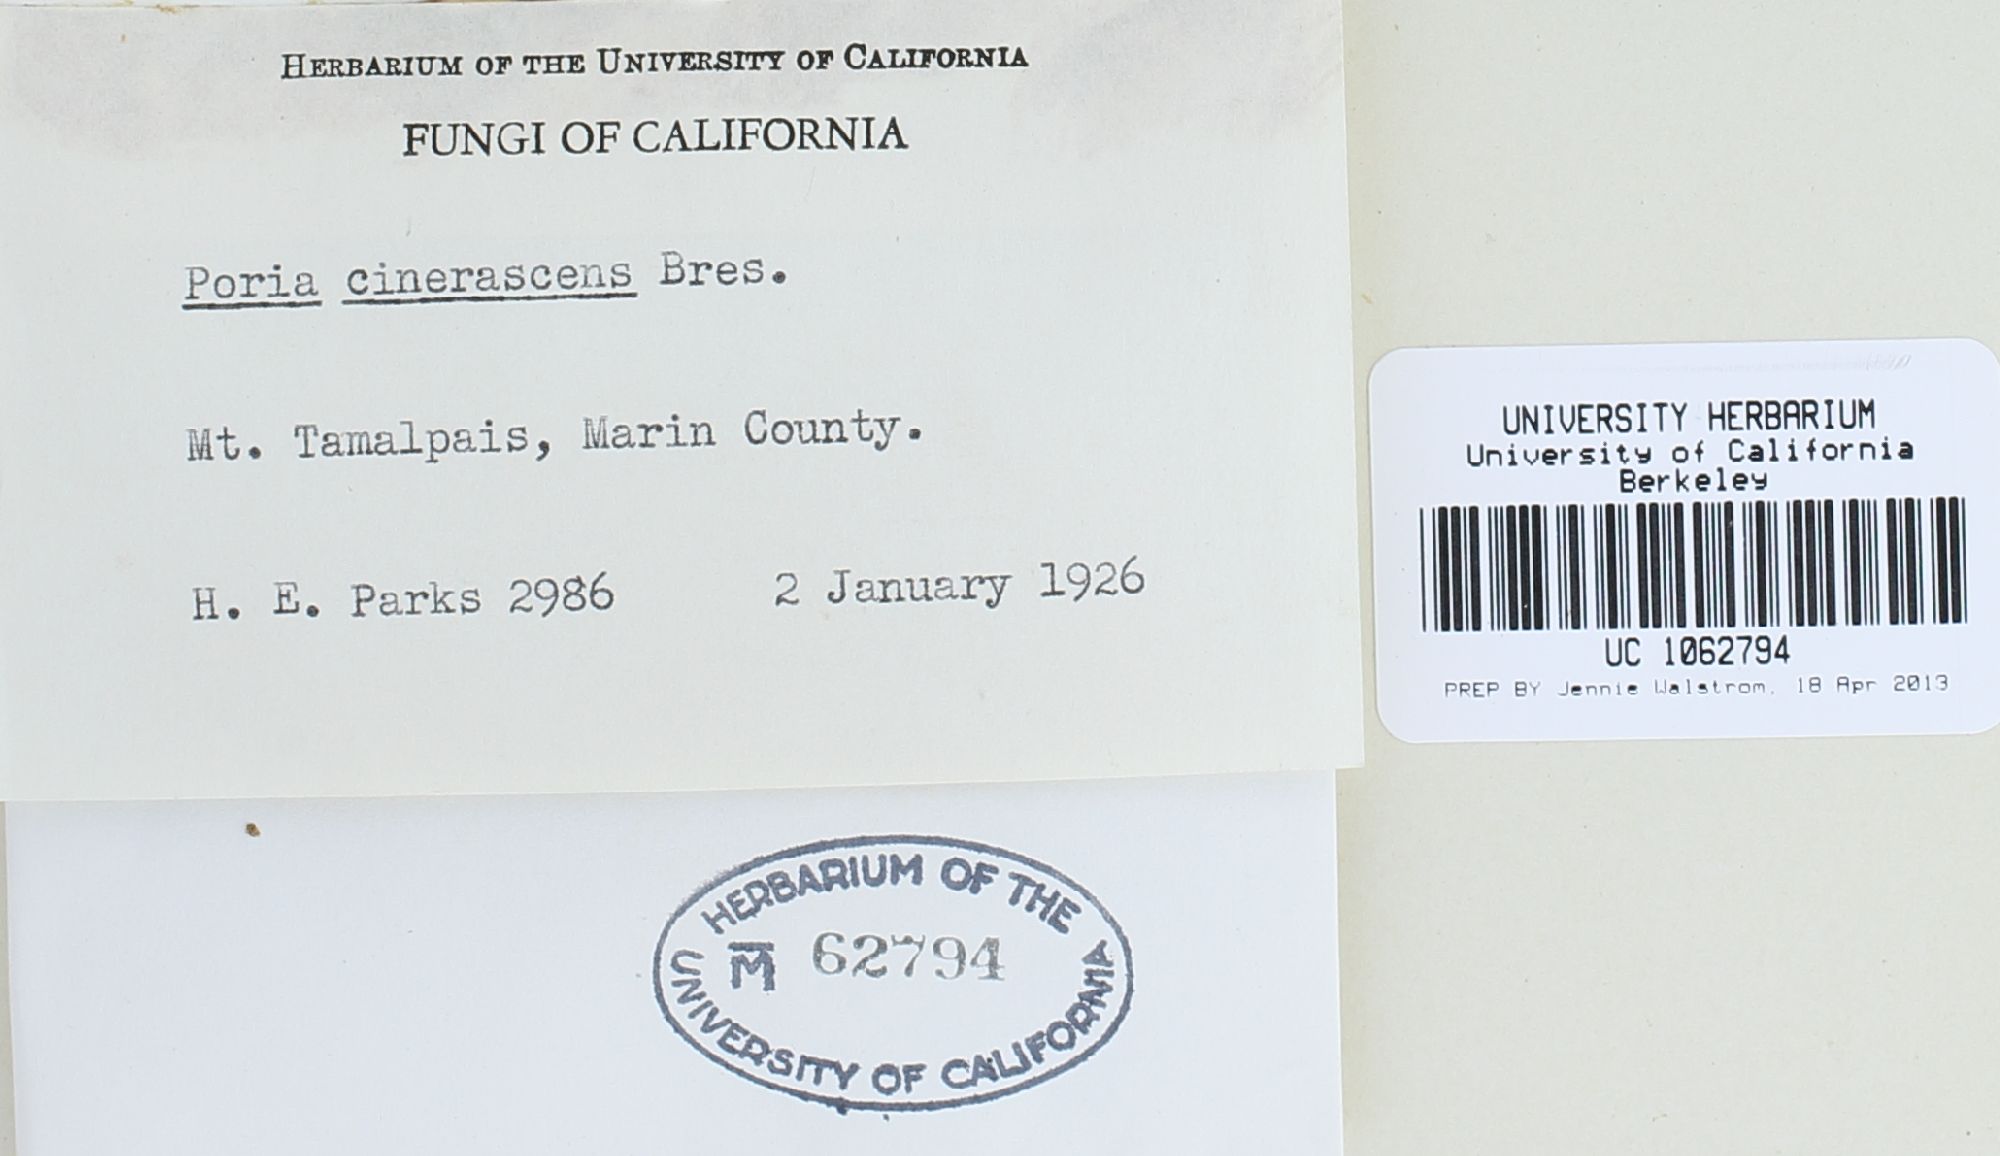 HERBARIUM OF THE UNIVERSITY OF CALIFORNIA
FUNGI OF CALIFORNIA
Poria cinerascens Bres.
Mt. Tamalpais, Marin County.
H. E. Parks 2986 2 January 1926
UNIVERSITY HERBARIUM
University of California
Berkeley
UC 1062794
PREP BY Jennie Walstrom, 18 Apr 2013
HERBARIUM OF THE
M 62794
UNIVERSITY OF CALIFORNIA